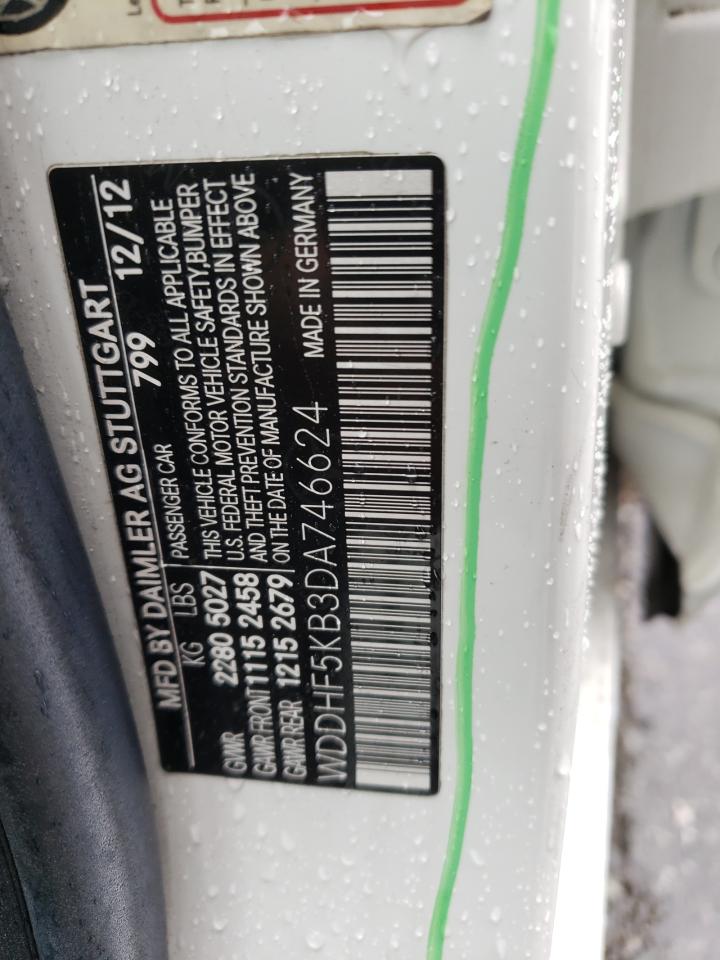 MFD BY DAIMLER AG STUTTGART
799 12/12
KG LBS PASSENGER CAR
GVWR 2280 5027 THIS VEHICLE CONFORMS TO ALL APPLICABLE
GAWR FRONT 1115 2458 U.S. FEDERAL MOTOR VEHICLE SAFETY, BUMPER
GAWR REAR 1215 2679 AND THEFT PREVENTION STANDARDS IN EFFECT
ON THE DATE OF MANUFACTURE SHOWN ABOVE
WDDHF5KB3DA746624 MADE IN GERMANY